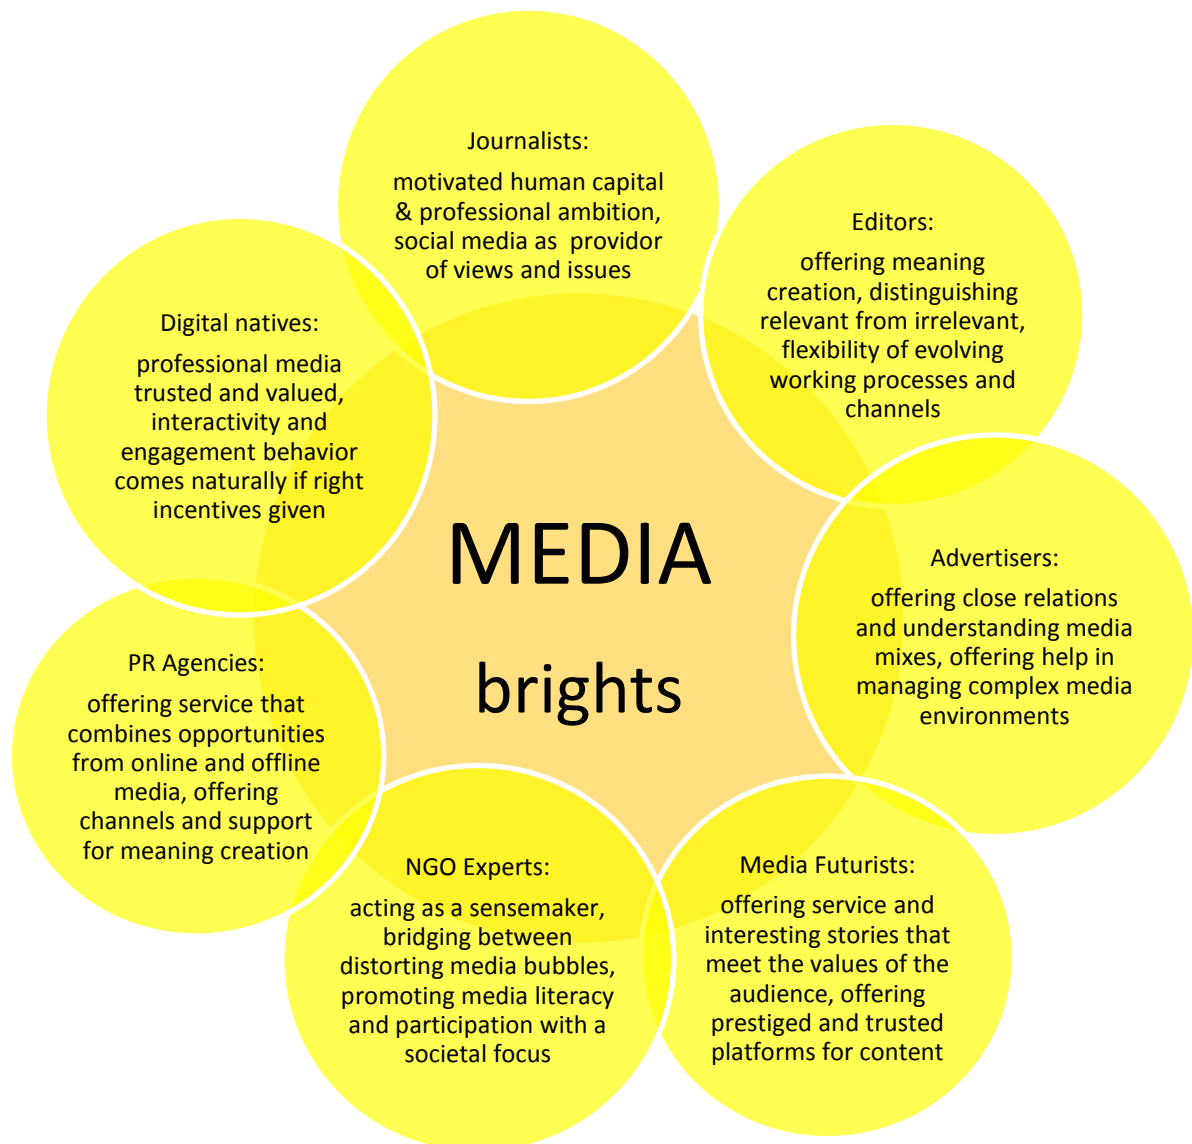 Journalists:
motivated human capital
& professional ambition,
social media as  providor
of views and issues
Editors:
offering meaning
creation, distinguishing
relevant from irrelevant,
flexibility of evolving
working processes and
channels
Advertisers:
offering close relations
and understanding media
mixes, offering help in
managing complex media
environments
Media Futurists:
offering service and
interesting stories that
meet the values of the
audience, offering
prestiged and trusted
platforms for content
NGO Experts:
acting as a sensemaker,
bridging between
distorting media bubbles,
promoting media literacy
and participation with a
societal focus
PR Agencies:
offering service that
combines opportunities
from online and offline
media, offering
channels and support
for meaning creation
Digital natives:
professional media
trusted and valued,
interactivity and
engagement behavior
comes naturally if right
incentives given
MEDIA
brights